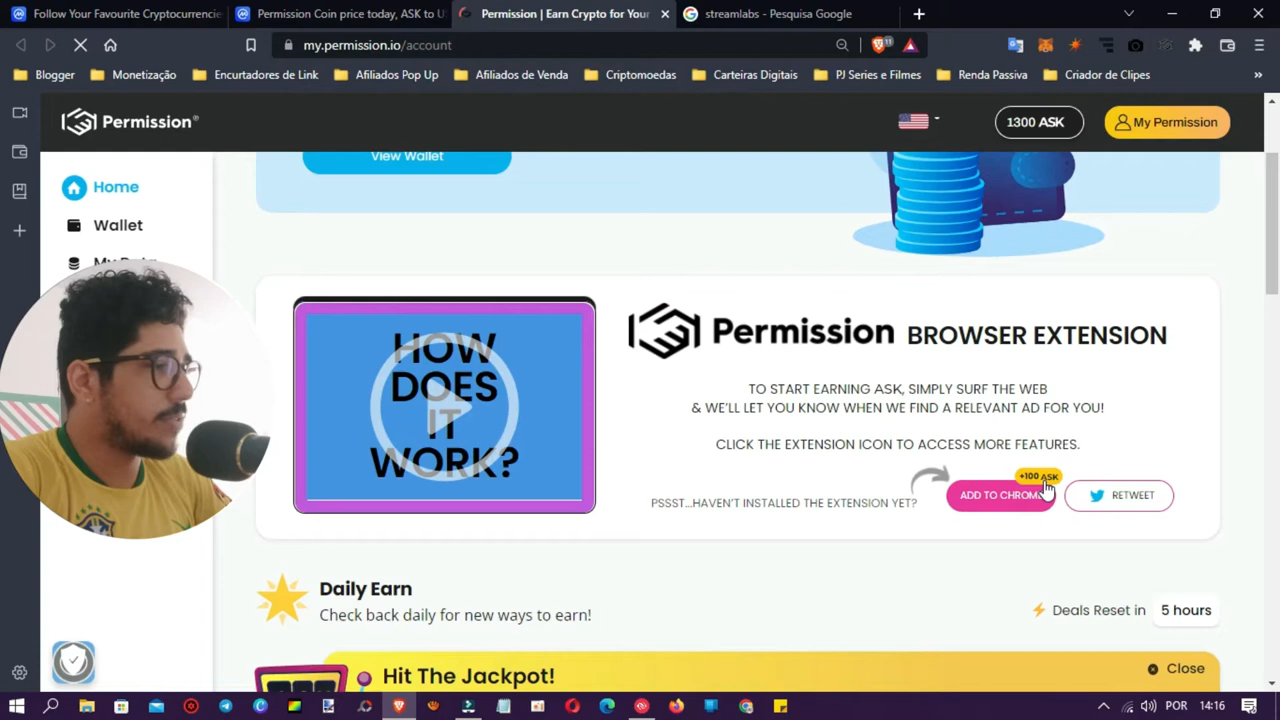 Follow Your Favourite Cryptocurrencie
Permission Coin price today, ASK to U
Permission | Earn Crypto for Your
streamlabs - Pesquisa Google
my.permission.io/account
11
Blogger
Monetização
Encurtadores de Link
Afiliados Pop Up
Afiliados de Venda
Criptomoedas
Carteiras Digitais
PJ Series e Filmes
Renda Passiva
Criador de Clipes
»
Permission®
1300 ASK
My Permission
View Wallet
Home
Wallet
HOW
DOES
IT
WORK?
Permission BROWSER EXTENSION
TO START EARNING ASK, SIMPLY SURF THE WEB
& WE'LL LET YOU KNOW WHEN WE FIND A RELEVANT AD FOR YOU!
CLICK THE EXTENSION ICON TO ACCESS MORE FEATURES.
+100 ASK
PSSST...HAVEN'T INSTALLED THE EXTENSION YET?
ADD TO CHROME
RETWEET
Daily Earn
Check back daily for new ways to earn!
Deals Reset in 5 hours
Hit The Jackpot!
Close
POR
14:16